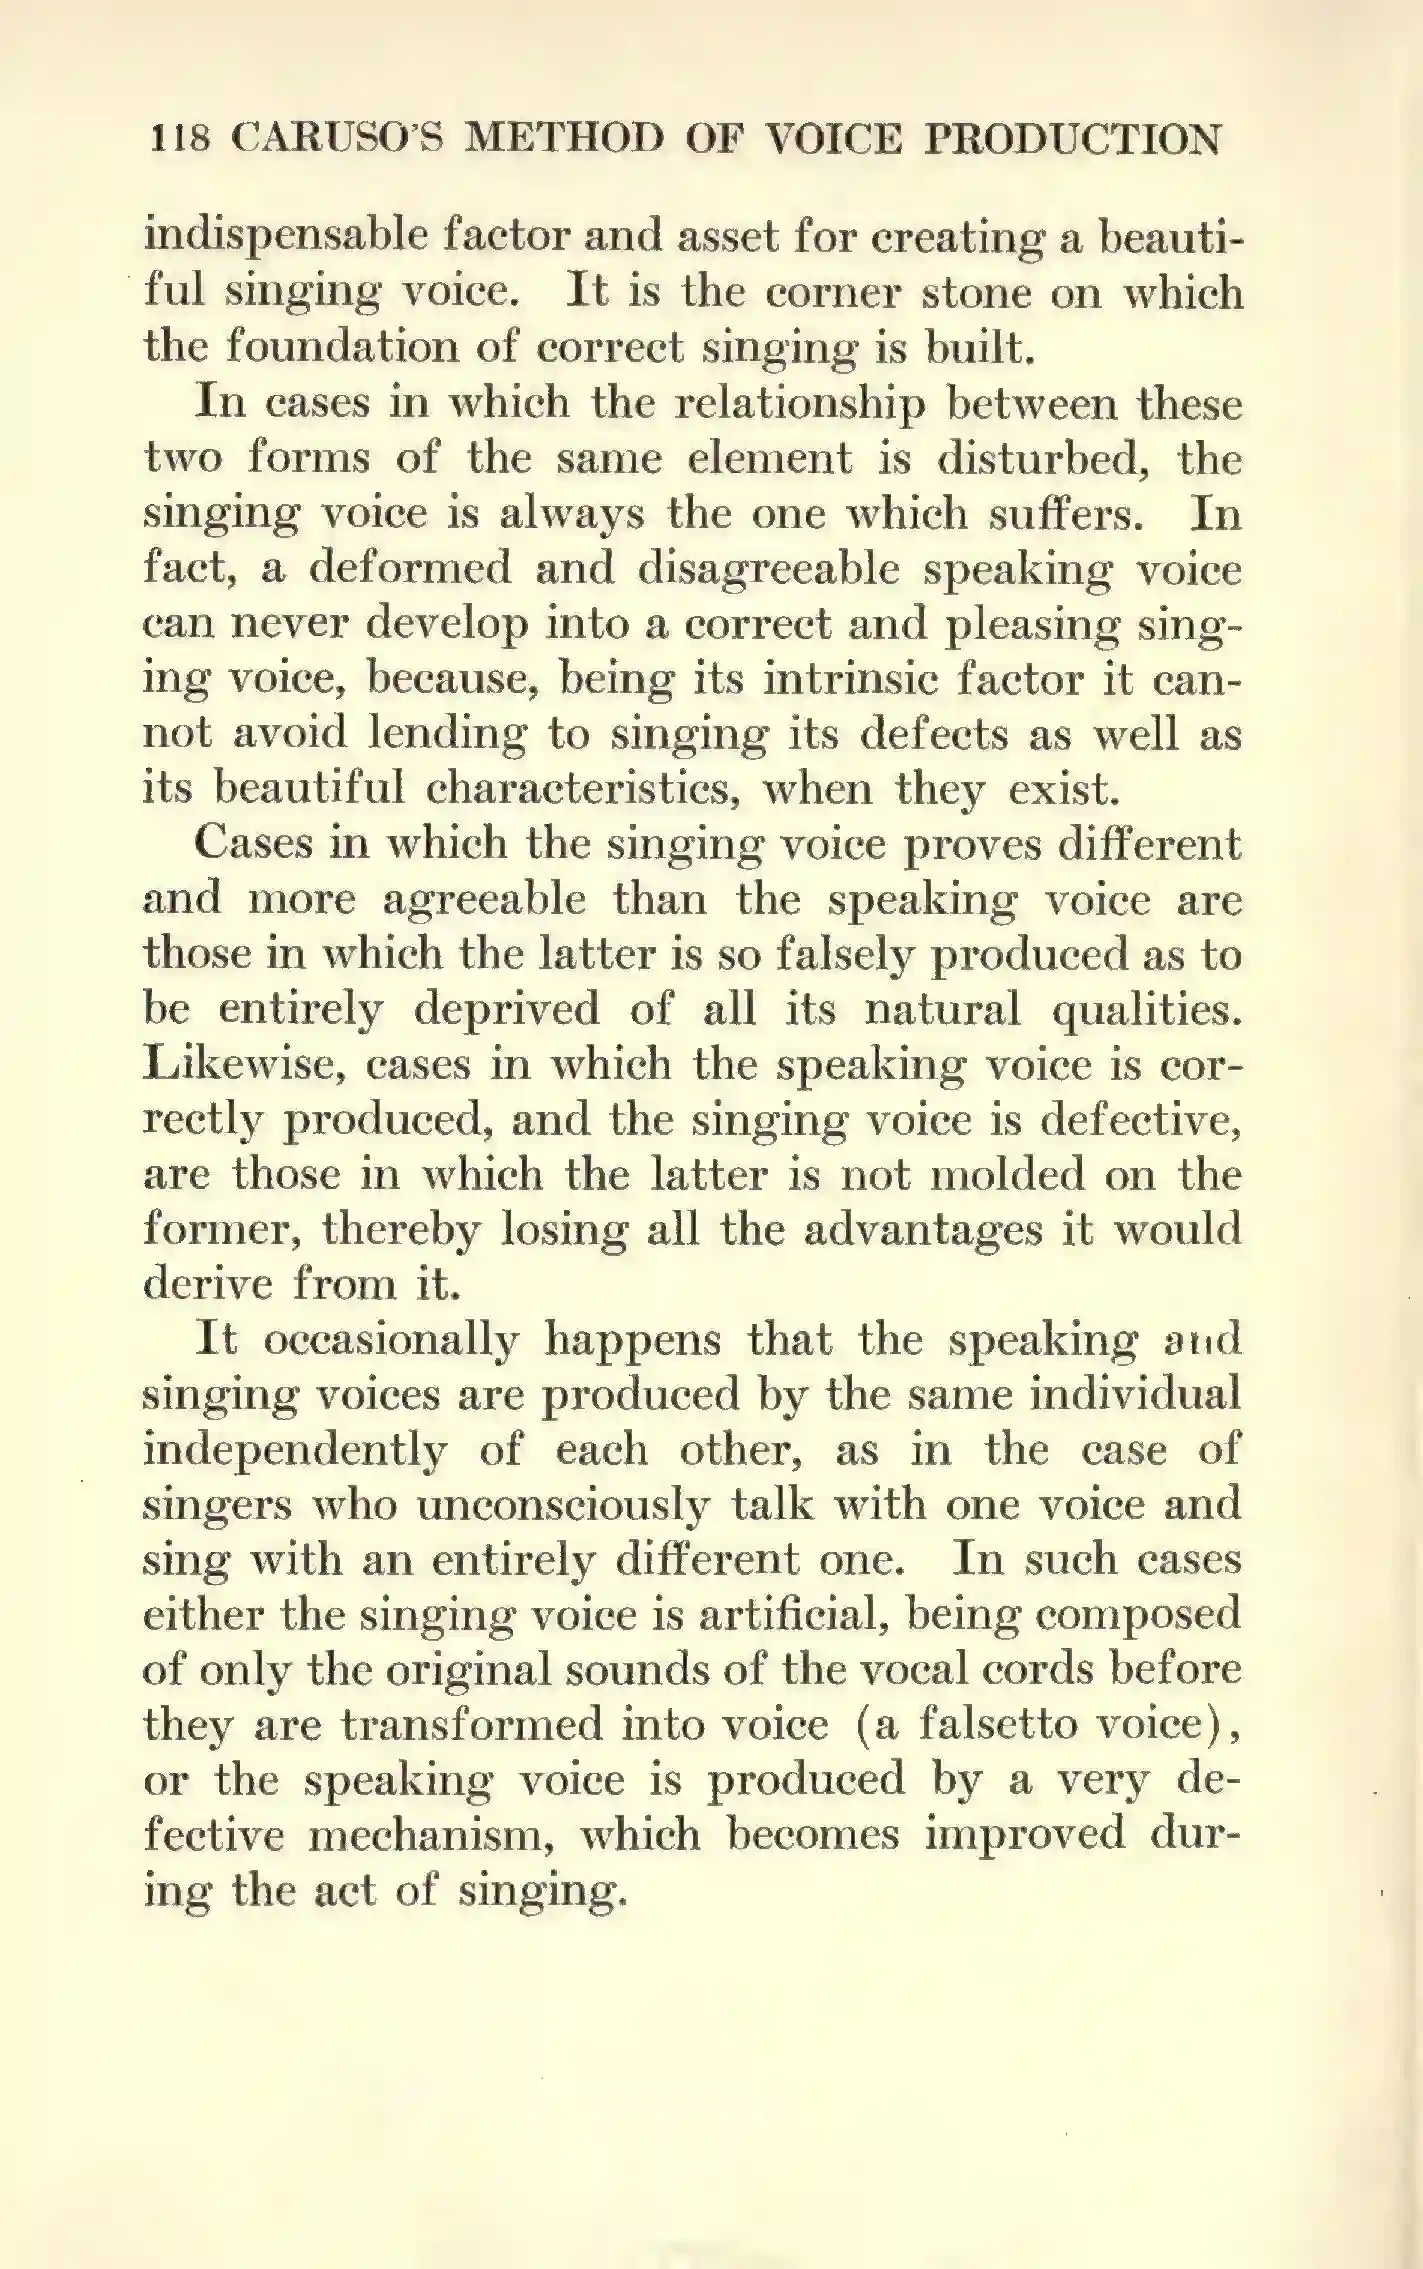 118 CARUSO'S METHOD OF VOICE PRODUCTION
indispensable factor and asset for creating a beauti-
ful singing voice. It is the corner stone on which
the foundation of correct singing is built.
In cases in which the relationship between these
two forms of the same element is disturbed, the
singing voice is always the one which suffers. In
fact, a deformed and disagreeable speaking voice
can never develop into a correct and pleasing sing-
ing voice, because, being its intrinsic factor it can-
not avoid lending to singing its defects as well as
its beautiful characteristics, when they exist.
Cases in which the singing voice proves different
and more agreeable than the speaking voice are
those in which the latter is so falsely produced as to
be entirely deprived of all its natural qualities.
Likewise, cases in which the speaking voice is cor-
rectly produced, and the singing voice is defective,
are those in which the latter is not molded on the
former, thereby losing all the advantages it would
derive from it.
It occasionally happens that the speaking and
singing voices are produced by the same individual
independently of each other, as in the case of
singers who unconsciously talk with one voice and
sing with an entirely different one. In such cases
either the singing voice is artificial, being composed
of only the original sounds of the vocal cords before
they are transformed into voice (a falsetto voice),
or the speaking voice is produced by a very de-
fective mechanism, which becomes improved dur-
ing the act of singing.